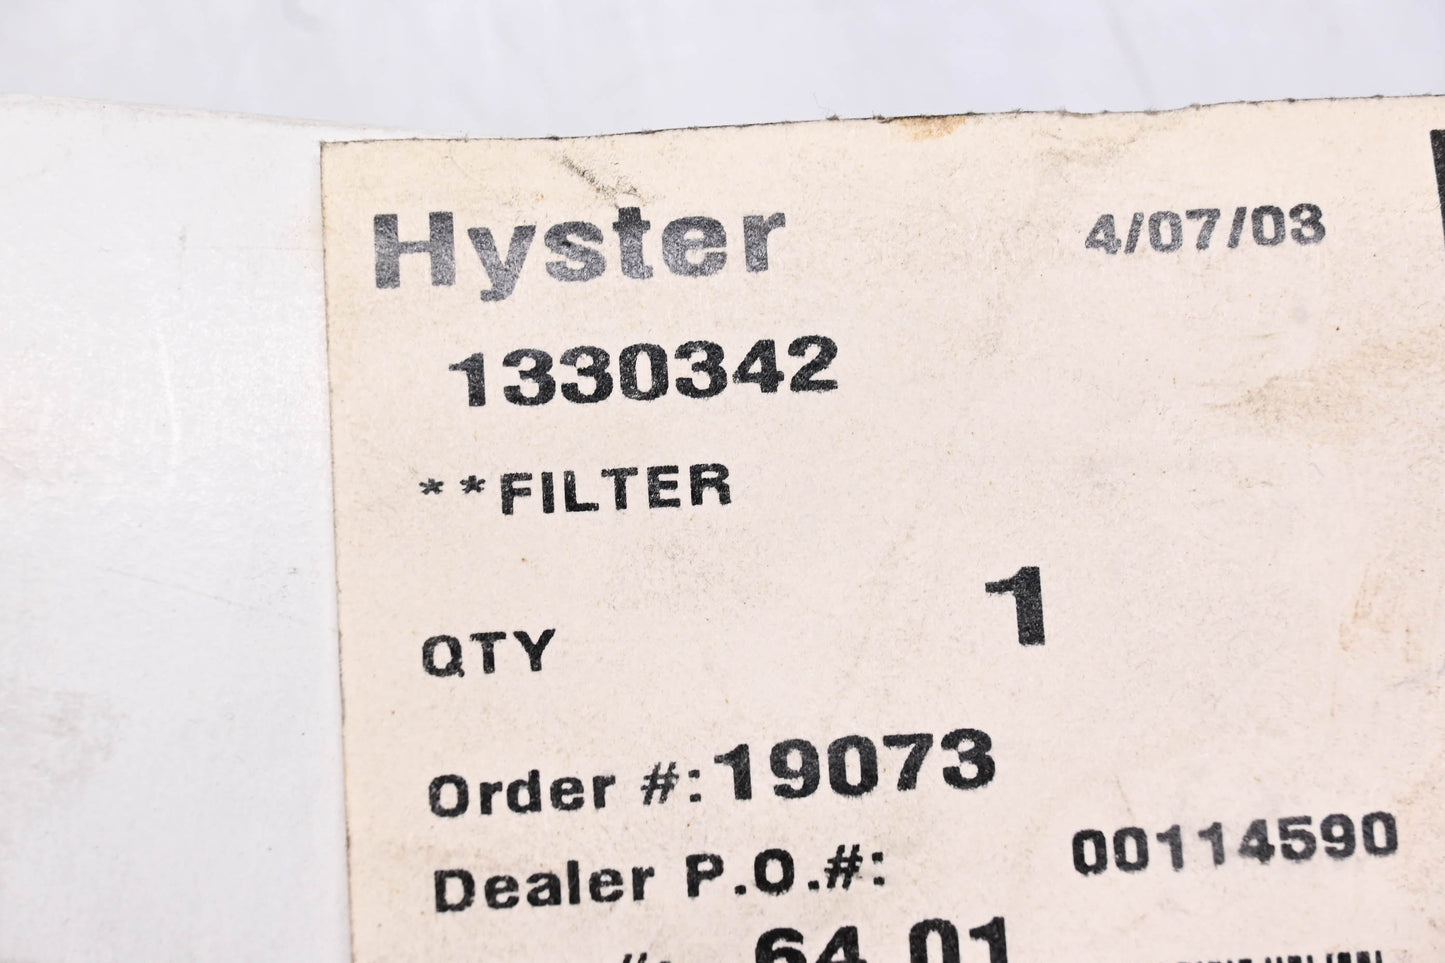 Hyster 4/07/03
1330342
**FILTER
QTY 1
Order #: 19073
Dealer P.O.#: 00114590
#: 64 01